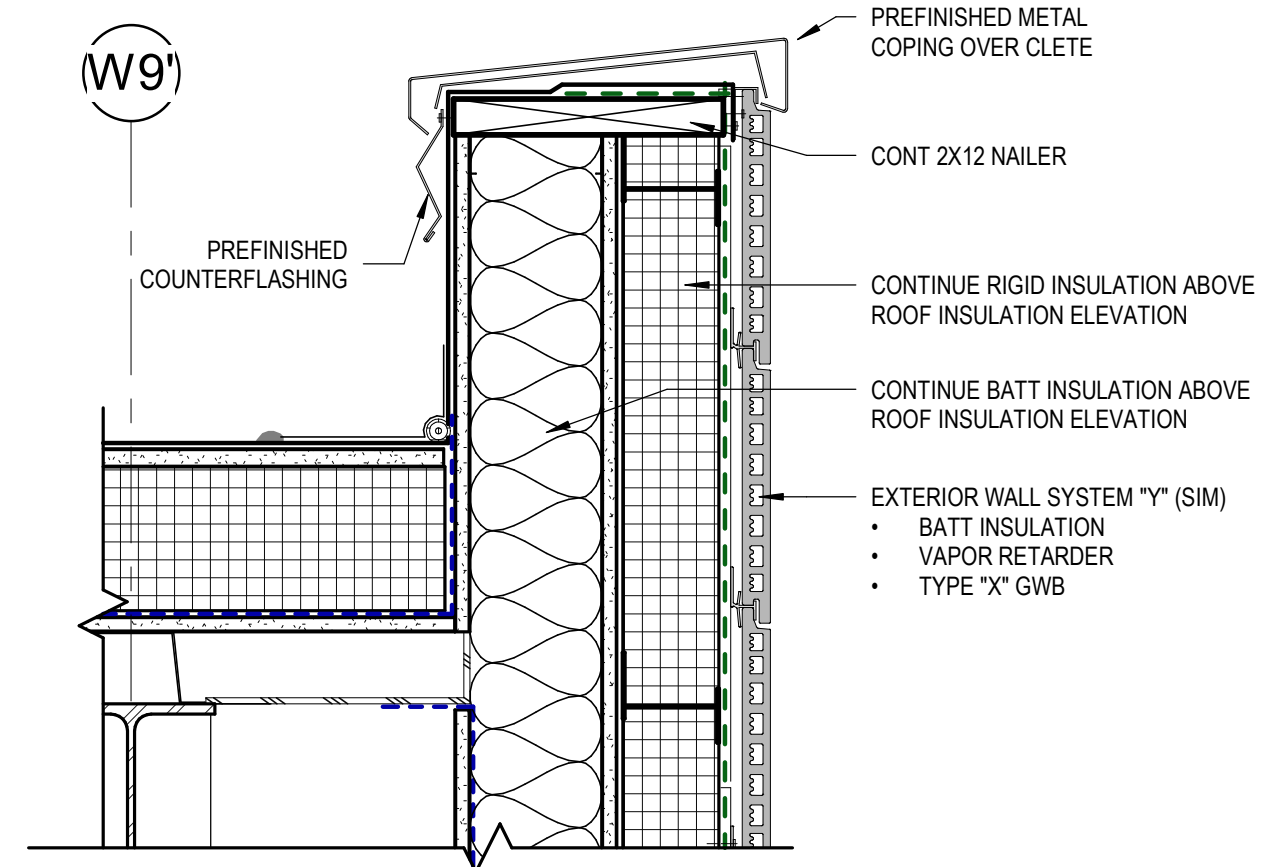 W9'
PREFINISHED METAL
COPING OVER CLETE
CONT 2X12 NAILER
PREFINISHED
COUNTERFLASHING
CONTINUE RIGID INSULATION ABOVE
ROOF INSULATION ELEVATION
CONTINUE BATT INSULATION ABOVE
ROOF INSULATION ELEVATION
EXTERIOR WALL SYSTEM "Y" (SIM)
• BATT INSULATION
• VAPOR RETARDER
• TYPE "X" GWB